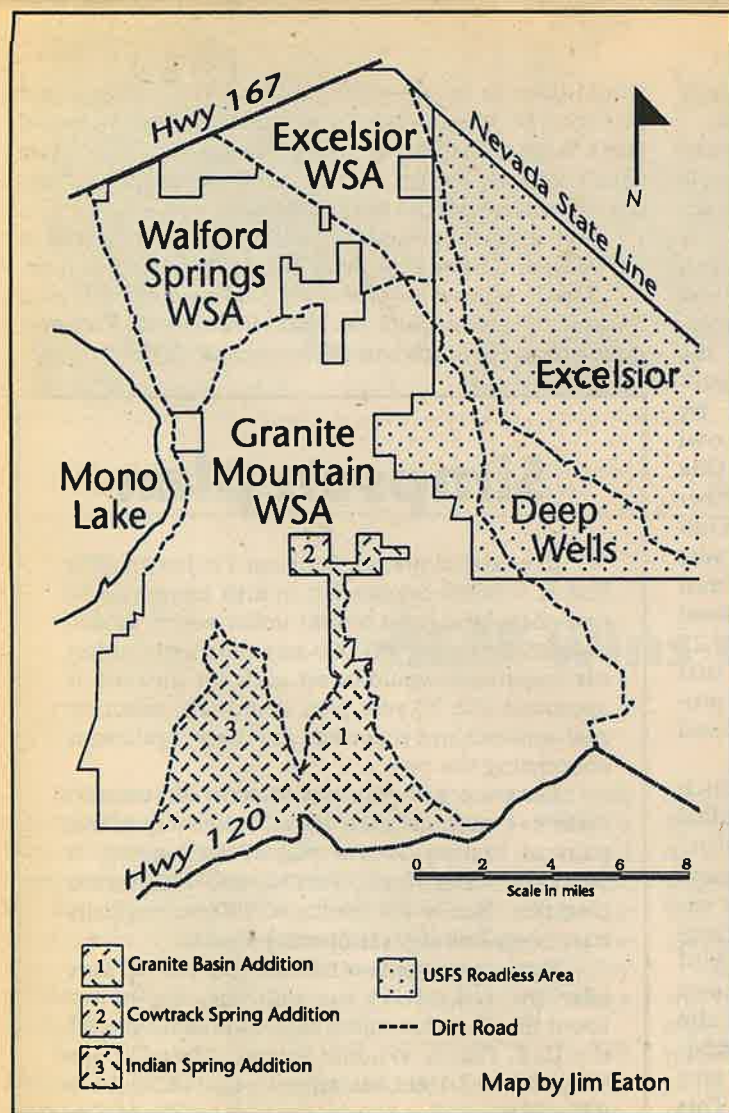 Hwy 167
Excelsior
WSA
N
Nevada State Line
Walford
Springs
WSA
Excelsior
Granite
Mountain
WSA
Mono
Lake
Deep
Wells
2
3
1
Hwy 120
0 2 4 6 8
Scale in miles
1 Granite Basin Addition
USFS Roadless Area
2 Cowtrack Spring Addition
Dirt Road
3 Indian Spring Addition
Map by Jim Eaton